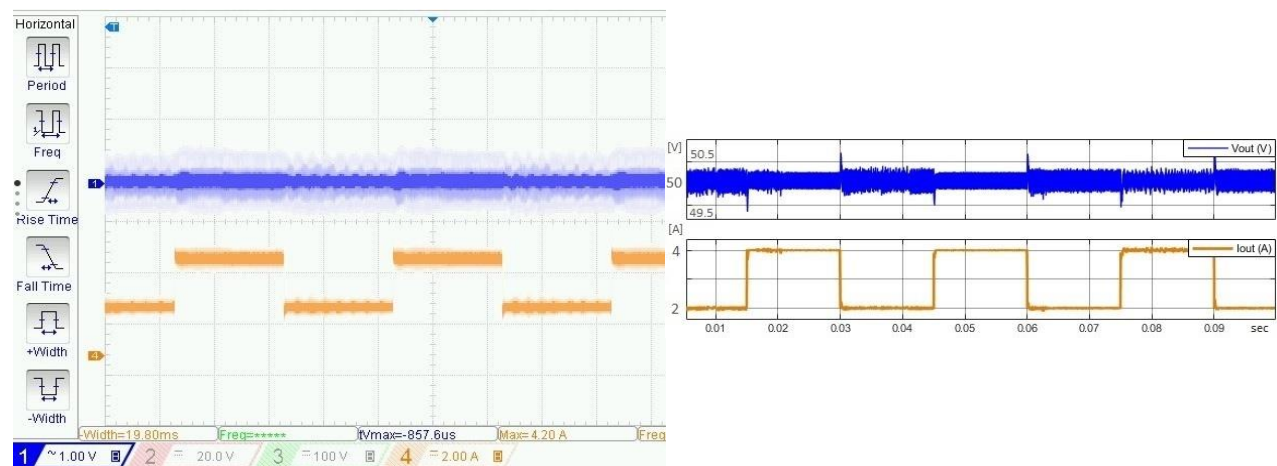 Horizontal
T
Period
Freq
1
Rise Time
Fall Time
+Width
4
-Width
-Width=19.80ms Freq=***** tVmax=-857.6us Max=4.20 A Freq
1 ~1.00 V 2 = 20.0 V 3 =100 V 4 =2.00 A
[V] 50.5 Vout (V)
50
49.5
[A]
4 Iout (A)
2
0.01 0.02 0.03 0.04 0.05 0.06 0.07 0.08 0.09 sec